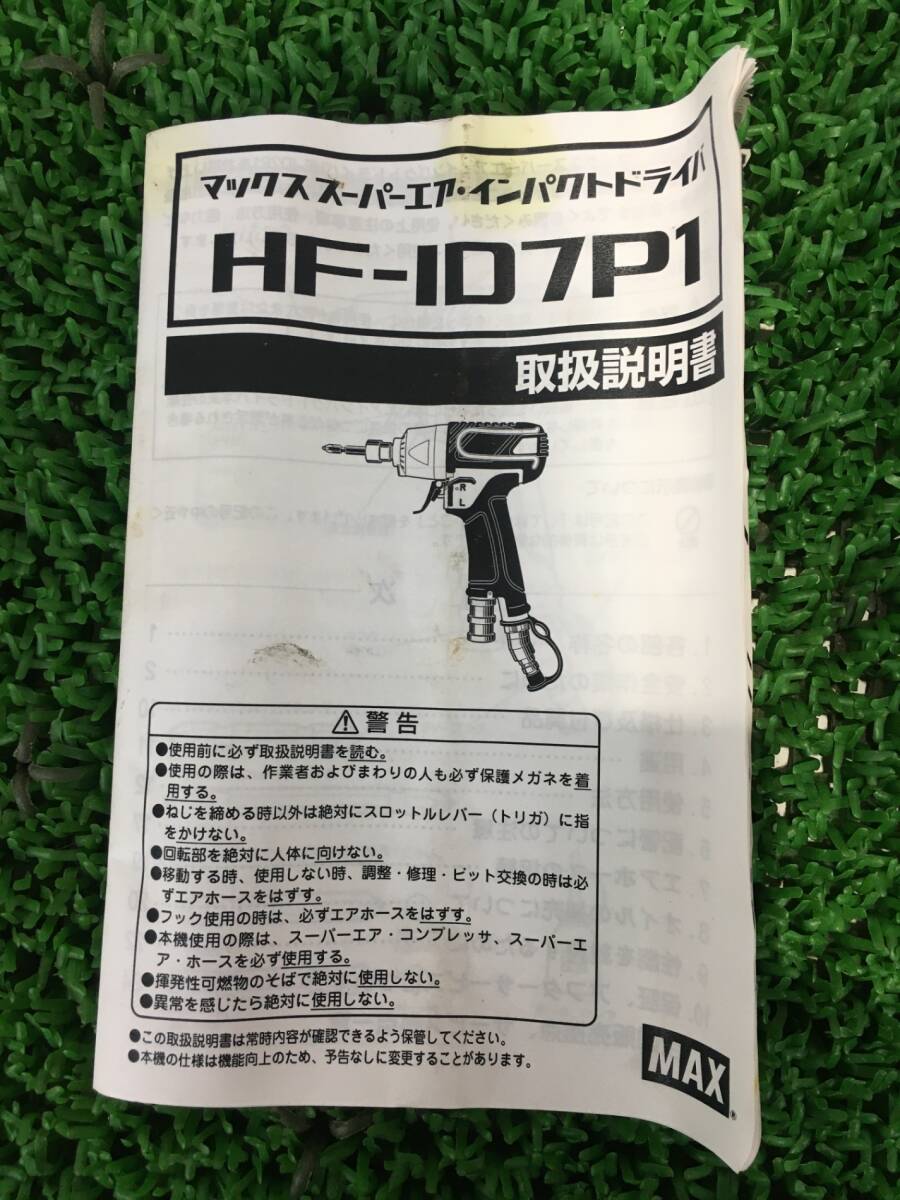 マックス スーパーエア・インパクトドライバ
HF-ID7P1
取扱説明書
R
L
警告
●使用前に必ず取扱説明書を読む。
●使用の際は、作業者およびまわりの人も必ず保護メガネを着
用する。
●ねじを締める時以外は絶対にスロットルレバー（トリガ）に指
をかけない。
●回転部を絶対に人体に向けない。
●移動する時、使用しない時、調整・修理・ビット交換の時は必
ずエアホースをはずす。
●フック使用の時は、必ずエアホースをはずす。
●本機使用の際は、スーパーエア・コンプレッサ、スーパーエ
ア・ホースを必ず使用する。
●揮発性可燃物のそばで絶対に使用しない。
●異常を感じたら絶対に使用しない。
●この取扱説明書は常時内容が確認できるよう保管してください。
●本機の仕様は機能向上のため、予告なしに変更することがあります。
MAX®